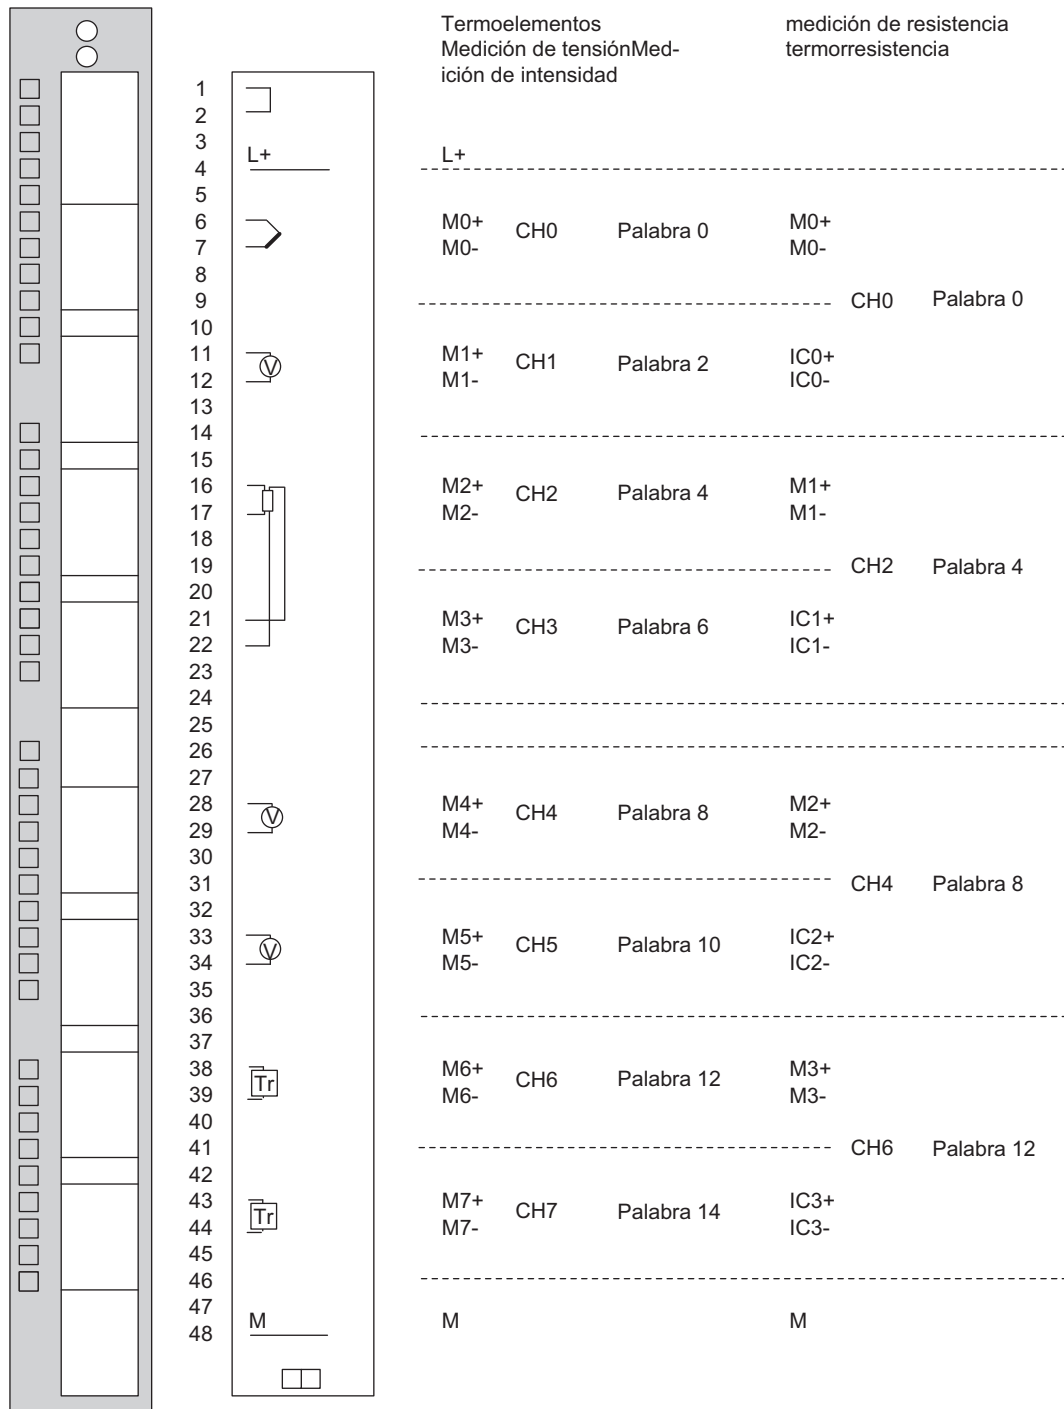 Termoelementos
Medición de tensiónMed-
ición de intensidad
medición de resistencia
termorresistencia
1
2
3
L+ L+
4
5
6 M0+ CH0 Palabra 0 M0+
7 M0- M0-
8
9 CH0 Palabra 0
10
11 V M1+ CH1 Palabra 2 IC0+
12 M1- IC0-
13
14
15
16 M2+ CH2 Palabra 4 M1+
17 M2- M1-
18
19 CH2 Palabra 4
20
21 M3+ CH3 Palabra 6 IC1+
22 M3- IC1-
23
24
25
26
27
28 V M4+ CH4 Palabra 8 M2+
29 M4- M2-
30
31 CH4 Palabra 8
32
33 V M5+ CH5 Palabra 10 IC2+
34 M5- IC2-
35
36
37
38 Tr M6+ CH6 Palabra 12 M3+
39 M6- M3-
40
41 CH6 Palabra 12
42
43 Tr M7+ CH7 Palabra 14 IC3+
44 M7- IC3-
45
46
47
M M M
48